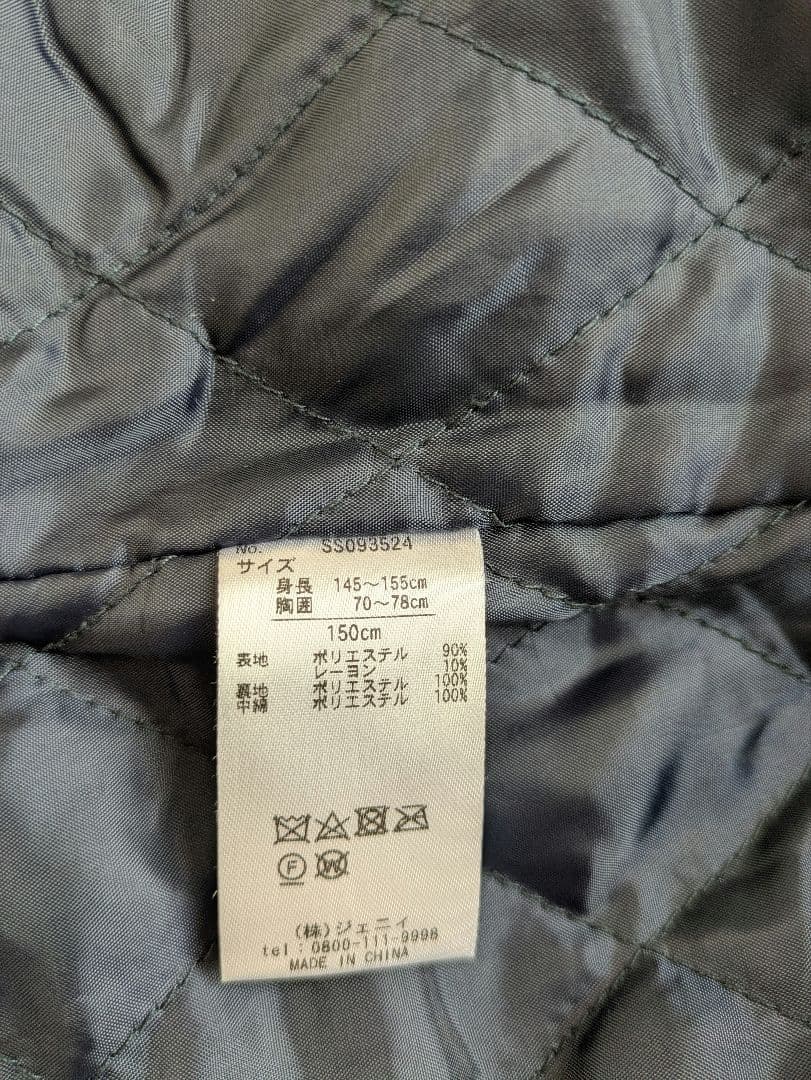 No. SS093524
サイズ
身長 145～155cm
胸囲 70～78cm
150cm
表地 ポリエステル 90%
レーヨン 10%
裏地 ポリエステル 100%
中綿 ポリエステル 100%
F W
(株)ジェニィ
tel:0800-111-9998
MADE IN CHINA